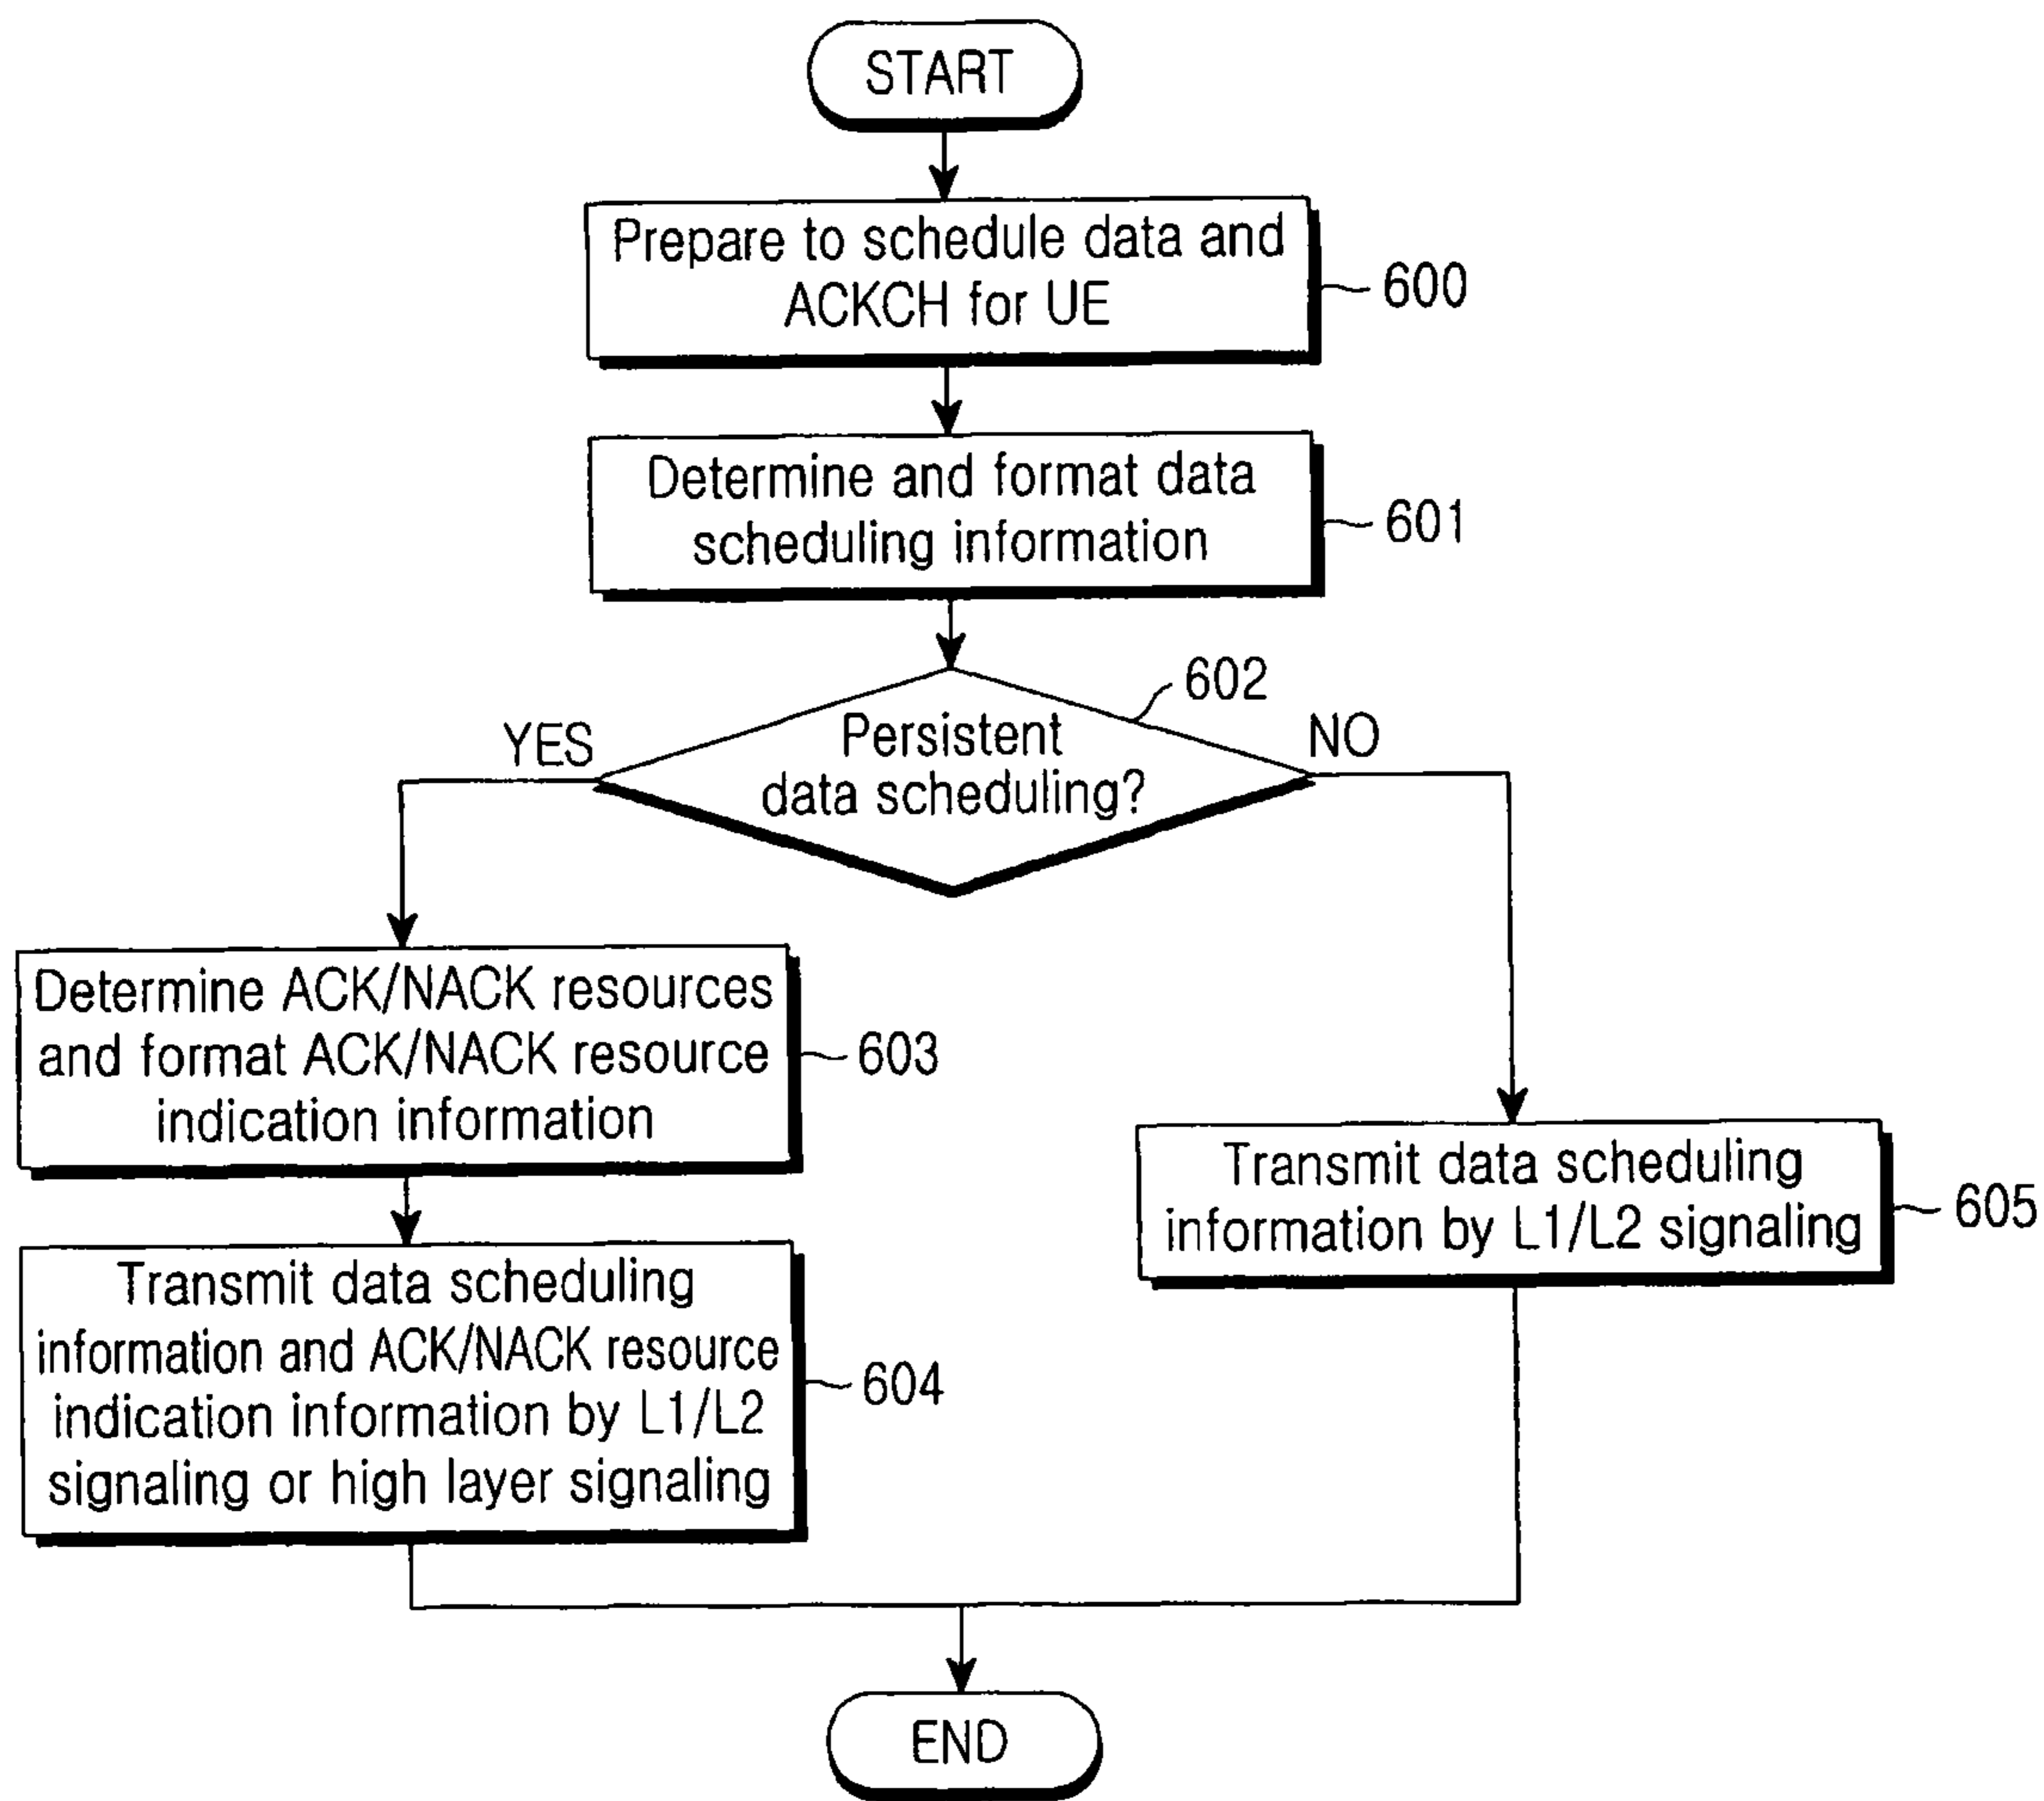 START
Prepare to schedule data and
ACKCH for UE
600
Determine and format data
scheduling information
601
602
YES
Persistent
data scheduling?
NO
Determine ACK/NACK resources
and format ACK/NACK resource
indication information
603
Transmit data scheduling
information by L1/L2 signaling
605
Transmit data scheduling
information and ACK/NACK resource
indication information by L1/L2
signaling or high layer signaling
604
END